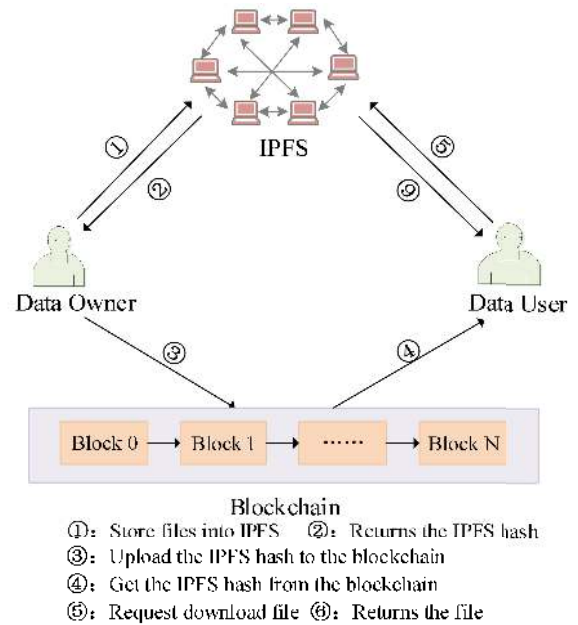 IPFS
①
②
⑤
⑥
Data Owner
Data User
③
④
Block 0
Block 1
······
Block N
Blockchain
①: Store files into IPFS ②: Returns the IPFS hash
③: Upload the IPFS hash to the blockchain
④: Get the IPFS hash from the blockchain
⑤: Request download file ⑥: Returns the file